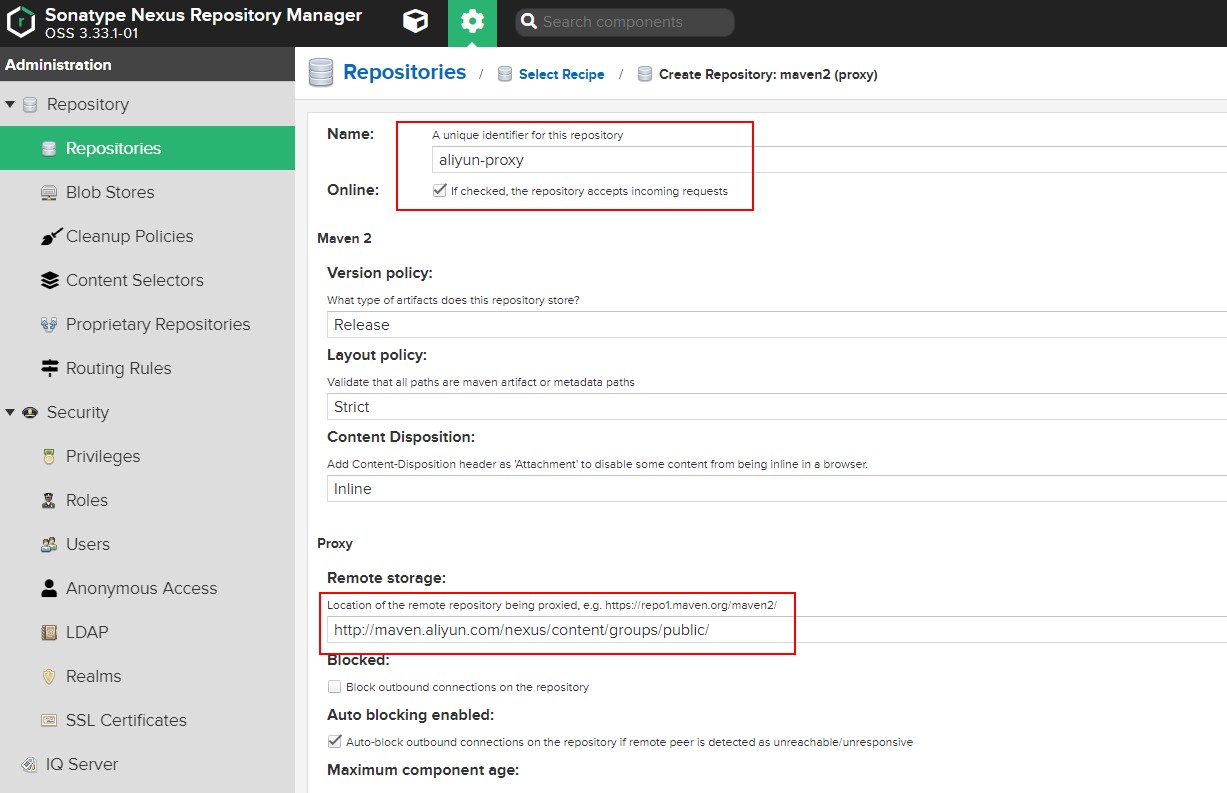 Sonatype Nexus Repository Manager
OSS 3.33.1-01
Search components
Administration
Repository
Repositories
Blob Stores
Cleanup Policies
Content Selectors
Proprietary Repositories
Routing Rules
Security
Privileges
Roles
Users
Anonymous Access
LDAP
Realms
SSL Certificates
IQ Server
Repositories / Select Recipe / Create Repository: maven2 (proxy)
Name:
A unique identifier for this repository
aliyun-proxy
Online:
If checked, the repository accepts incoming requests
Maven 2
Version policy:
What type of artifacts does this repository store?
Release
Layout policy:
Validate that all paths are maven artifact or metadata paths
Strict
Content Disposition:
Add Content-Disposition header as 'Attachment' to disable some content from being inline in a browser.
Inline
Proxy
Remote storage:
Location of the remote repository being proxied, e.g. https://repo1.maven.org/maven2/
http://maven.aliyun.com/nexus/content/groups/public/
Blocked:
Block outbound connections on the repository
Auto blocking enabled:
Auto-block outbound connections on the repository if remote peer is detected as unreachable/unresponsive
Maximum component age: